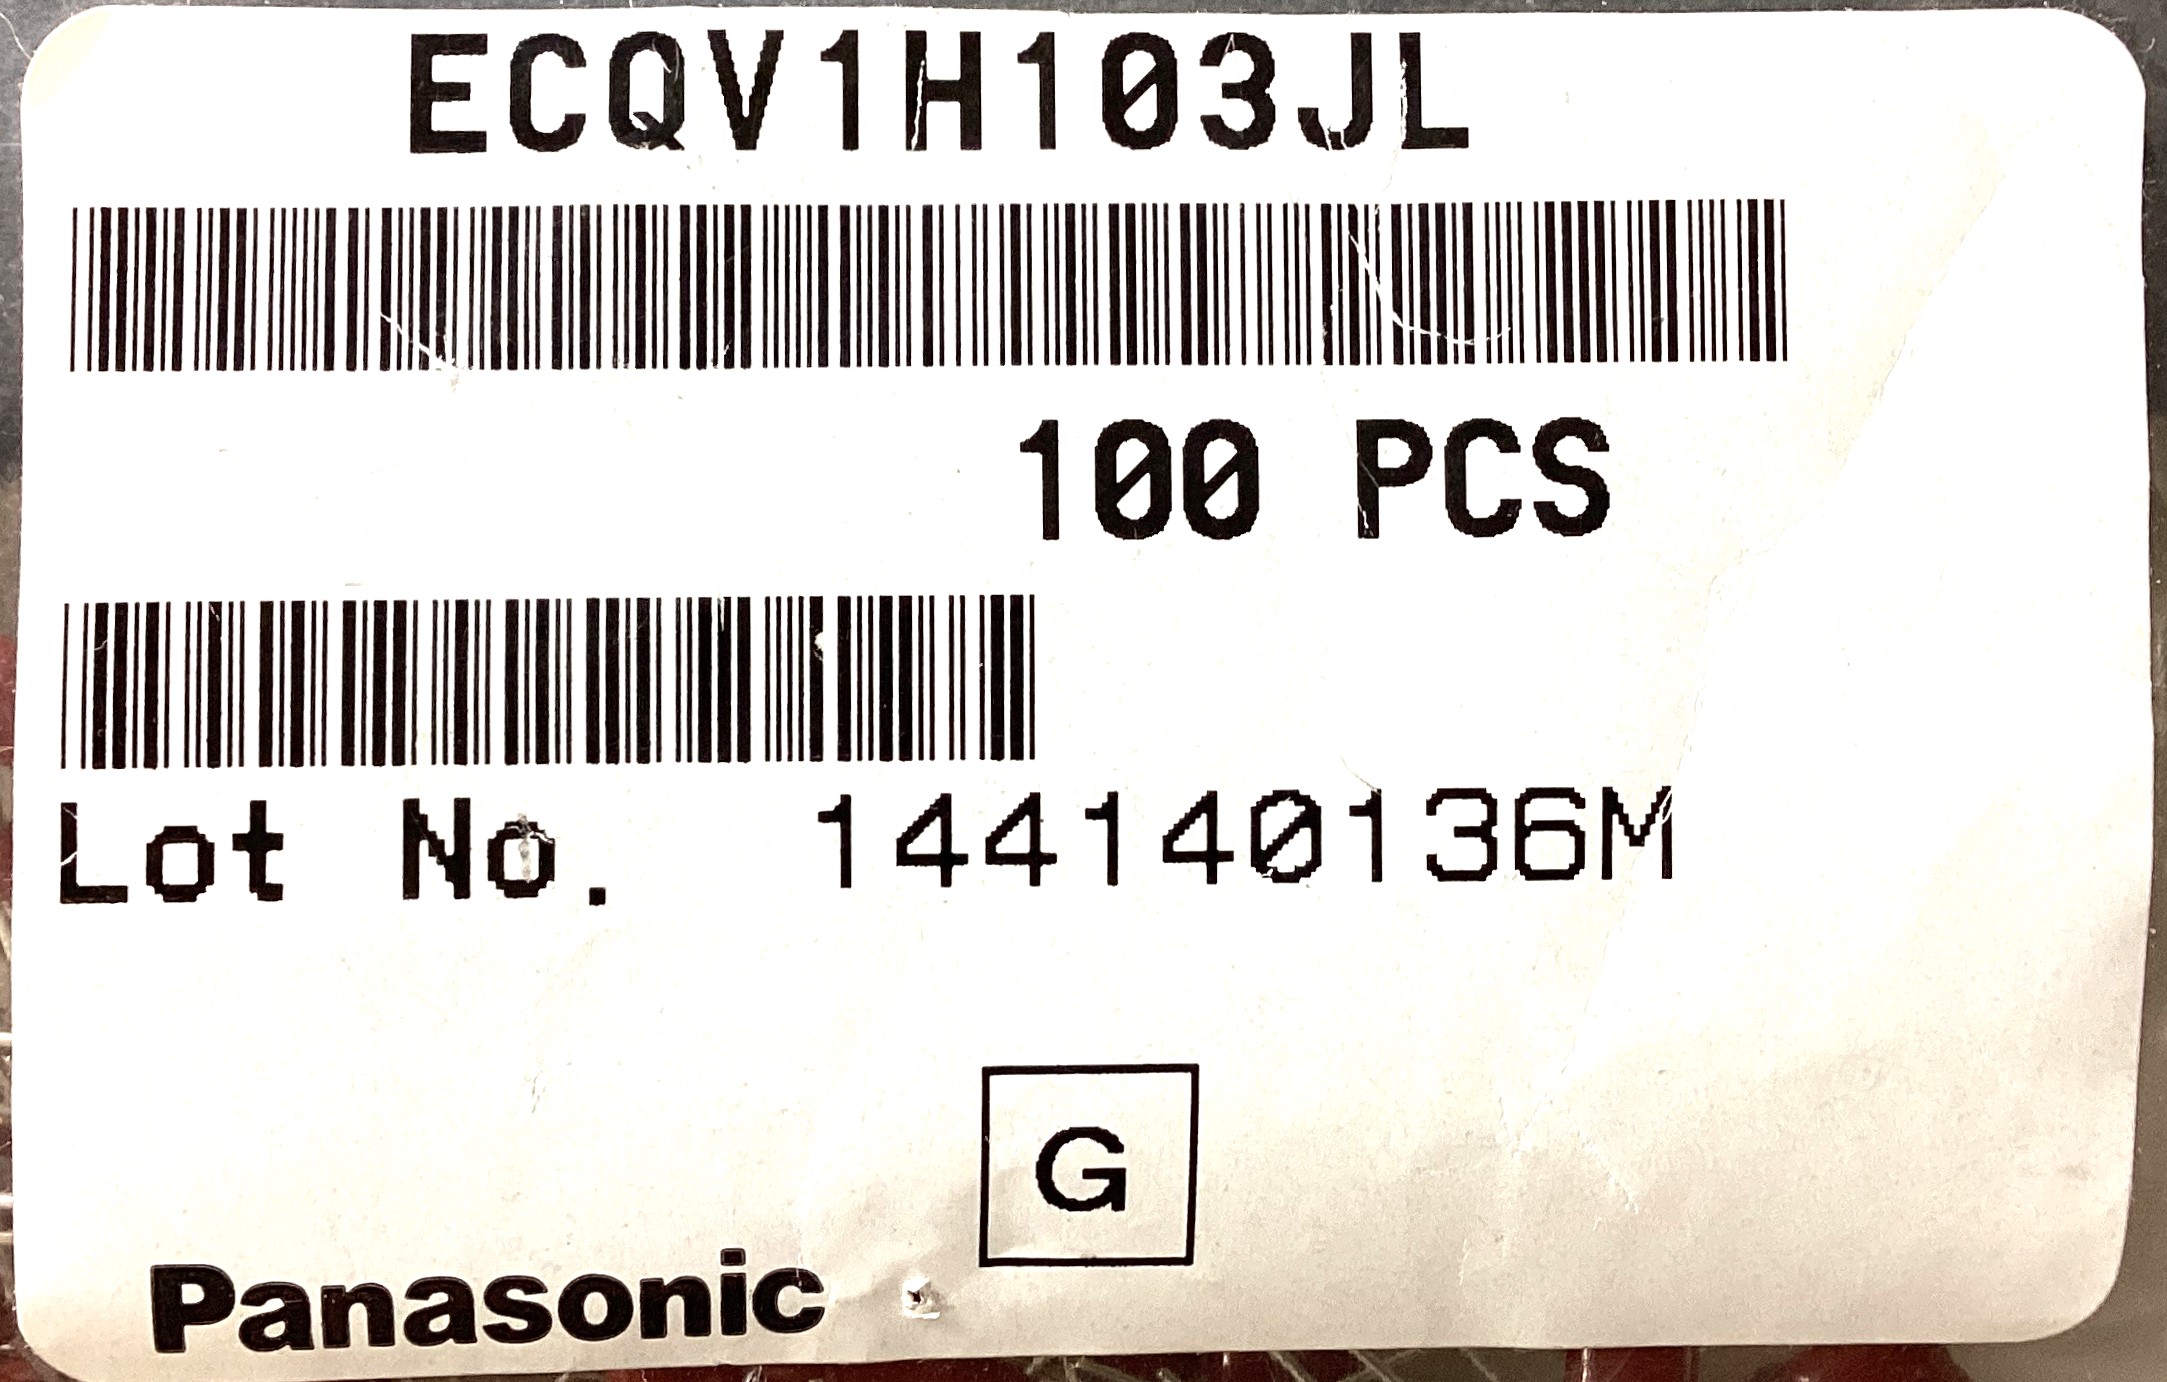 ECQV1H103JL
100 PCS
Lot No. 144140136M
G
Panasonic